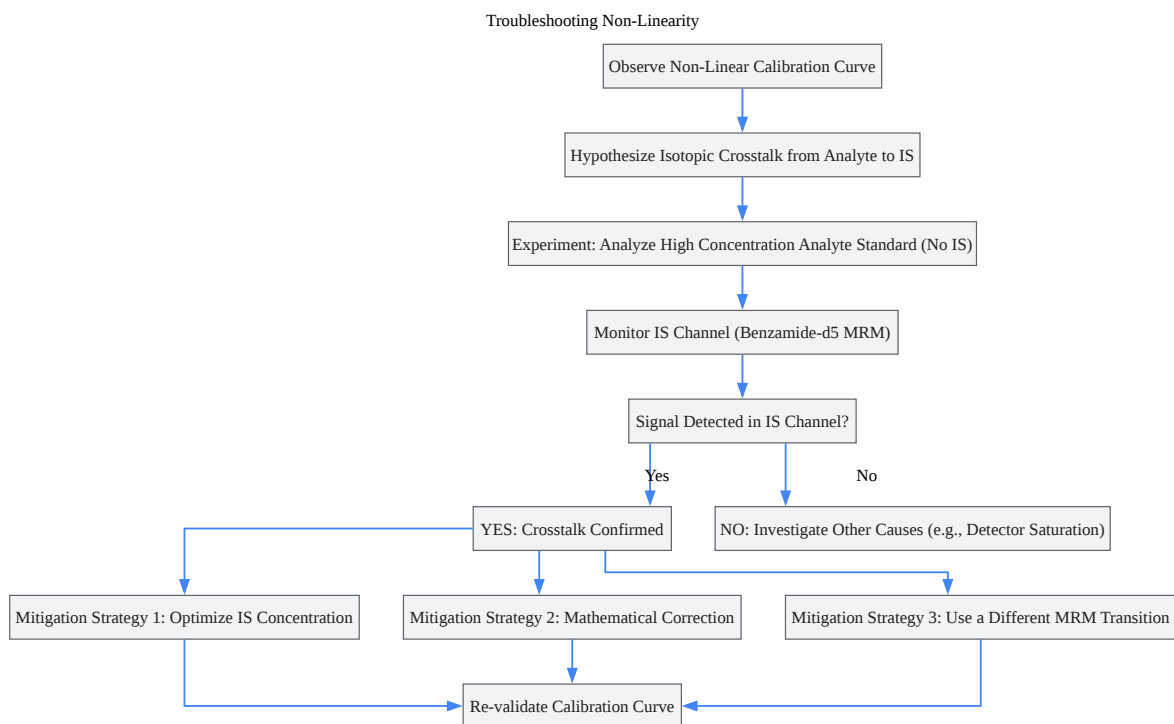 Troubleshooting Non-Linearity
Observe Non-Linear Calibration Curve
Hypothesize Isotopic Crosstalk from Analyte to IS
Experiment: Analyze High Concentration Analyte Standard (No IS)
Monitor IS Channel (Benzamide-d5 MRM)
Signal Detected in IS Channel?
Yes
No
YES: Crosstalk Confirmed
NO: Investigate Other Causes (e.g., Detector Saturation)
Mitigation Strategy 1: Optimize IS Concentration
Mitigation Strategy 2: Mathematical Correction
Mitigation Strategy 3: Use a Different MRM Transition
Re-validate Calibration Curve